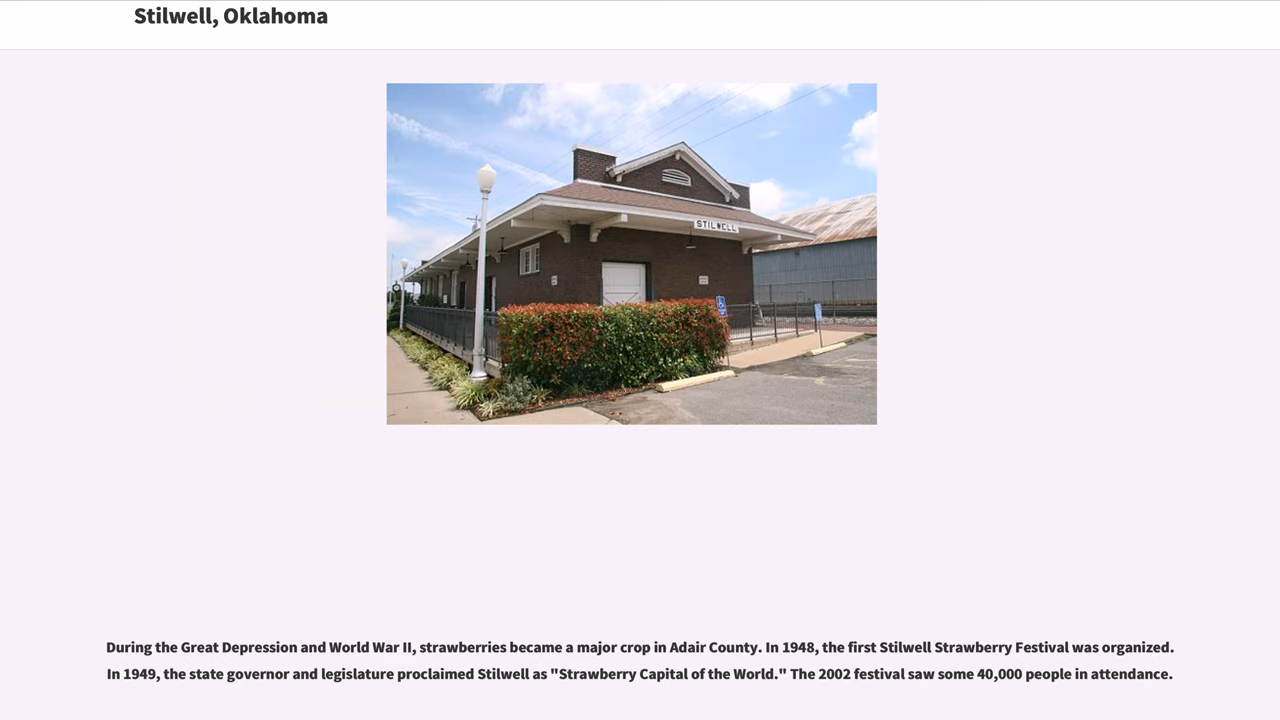 Stilwell, Oklahoma
STILWELL
During the Great Depression and World War II, strawberries became a major crop in Adair County. In 1948, the first Stilwell Strawberry Festival was organized.
In 1949, the state governor and legislature proclaimed Stilwell as "Strawberry Capital of the World." The 2002 festival saw some 40,000 people in attendance.